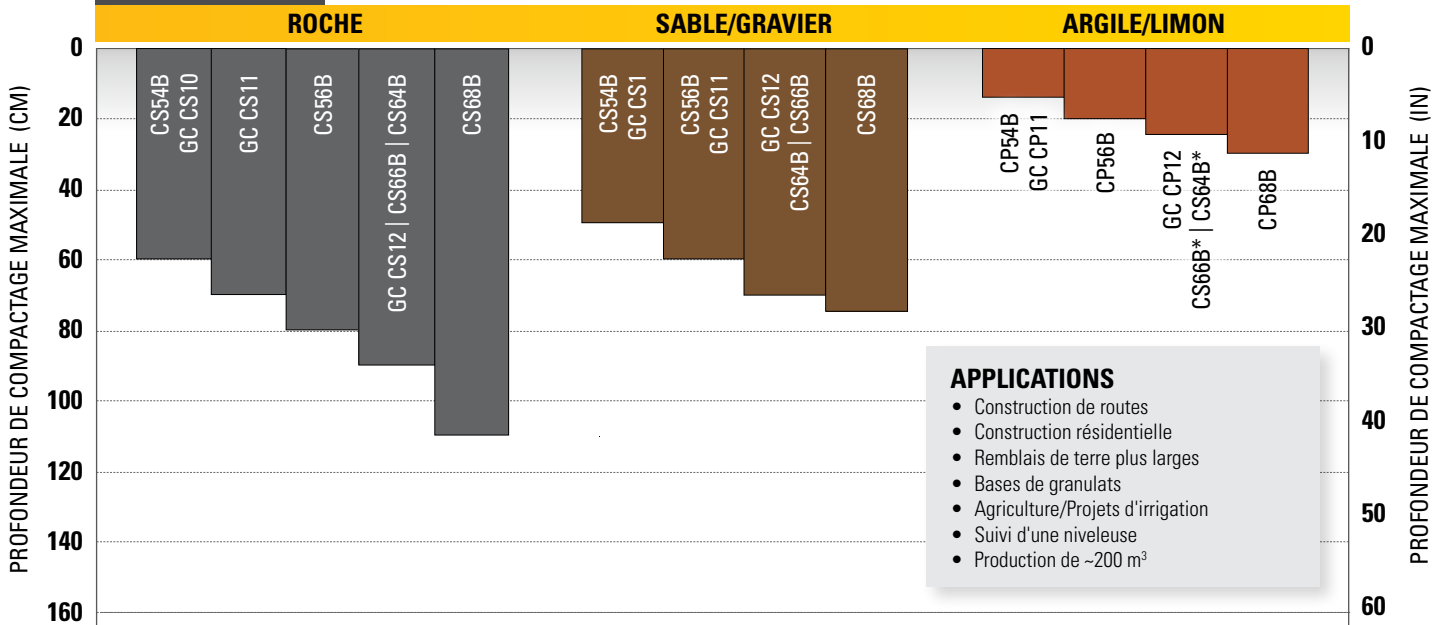 ROCHE
SABLE/GRAVIER
ARGILE/LIMON
PROFONDEUR DE COMPACTAGE MAXIMALE (CM)
0
20
40
60
80
100
120
140
160
CS54B
GC CS10
GC CS11
CS56B
GC CS12 | CS66B | CS64B
CS68B
CS54B
GC CS1
CS56B
GC CS11
GC CS12
CS64B | CS66B
CS68B
CP54B
GC CP11
CP56B
GC CP12
CS66B* | CS64B*
CP68B
0
10
20
30
40
50
60
PROFONDEUR DE COMPACTAGE MAXIMALE (IN)
APPLICATIONS
• Construction de routes
• Construction résidentielle
• Remblais de terre plus larges
• Bases de granulats
• Agriculture/Projets d'irrigation
• Suivi d'une niveleuse
• Production de ~200 m³